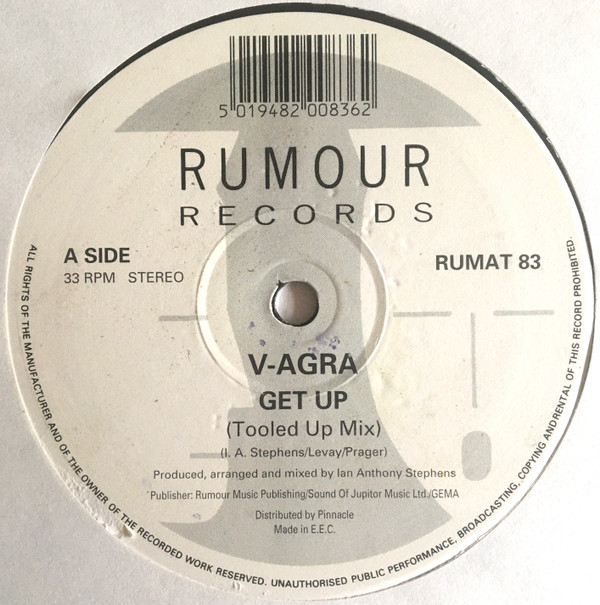 5 019482 008362
RUMOUR
RECORDS
A SIDE
33 RPM STEREO
RUMAT 83
V-AGRA
GET UP
(Tooled Up Mix)
(I. A. Stephens/Levay/Prager)
Produced, arranged and mixed by Ian Anthony Stephens
Publisher: Rumour Music Publishing/Sound Of Jupitor Music Ltd./GEMA
Distributed by Pinnacle
Made in E.E.C.
ALL RIGHTS OF THE MANUFACTURER AND OF THE OWNER OF THE RECORDED WORK RESERVED. UNAUTHORISED PUBLIC PERFORMANCE, BROADCASTING, COPYING ANDRENTAL OF THIS RECORD PROHIBITED.